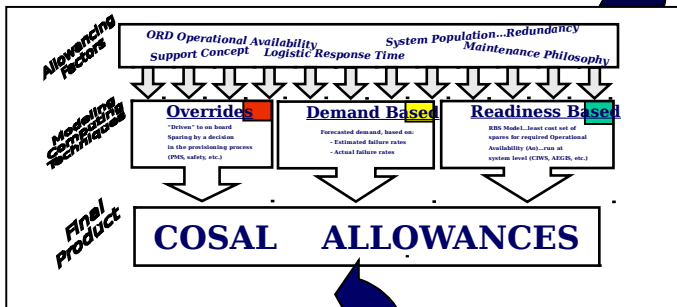 Allowancing
Factors
ORD Operational Availability
System Population...Redundancy
Support Concept
Logistic Response Time
Maintenance Philosophy
Modeling
Computing
Techniques
Overrides
"Driven" to on board
Sparing by a decision
in the provisioning process
(PMS, safety, etc.)
Demand Based
Forecasted demand, based on:
- Estimated failure rates
- Actual failure rates
Readiness Based
RBS Model...least cost set of
spares for required Operational
Availability (Ao)...run at
system level (CIWS, AEGIS, etc.)
Final
Product
COSAL ALLOWANCES